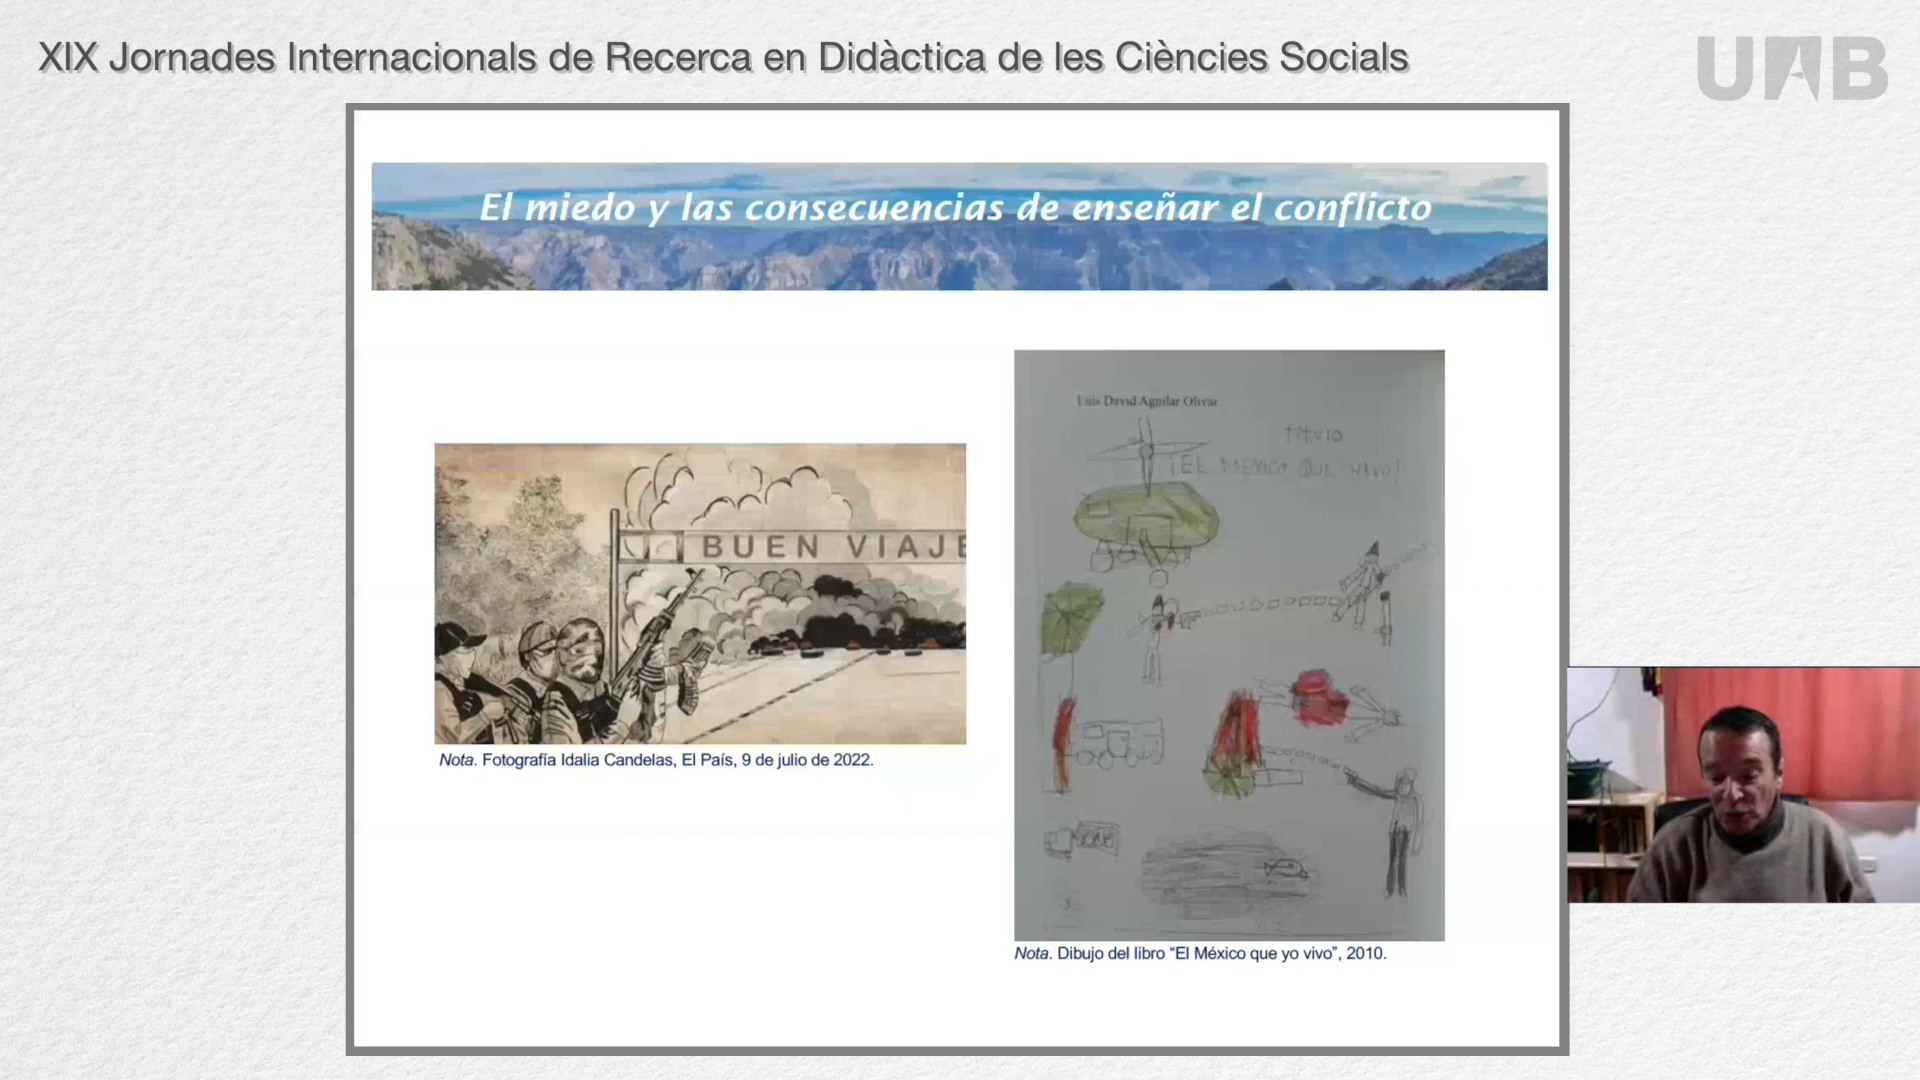 XIX Jornades Internacionals de Recerca en Didàctica de les Ciències Socials
UAB
El miedo y las consecuencias de enseñar el conflicto
BUEN VIAJE
Nota. Fotografía Idalia Candelas, El País, 9 de julio de 2022.
Luis David Aguilar Olivar
Título
¡EL MEXICO QUE VIVO!
Nota. Dibujo del libro “El México que yo vivo”, 2010.